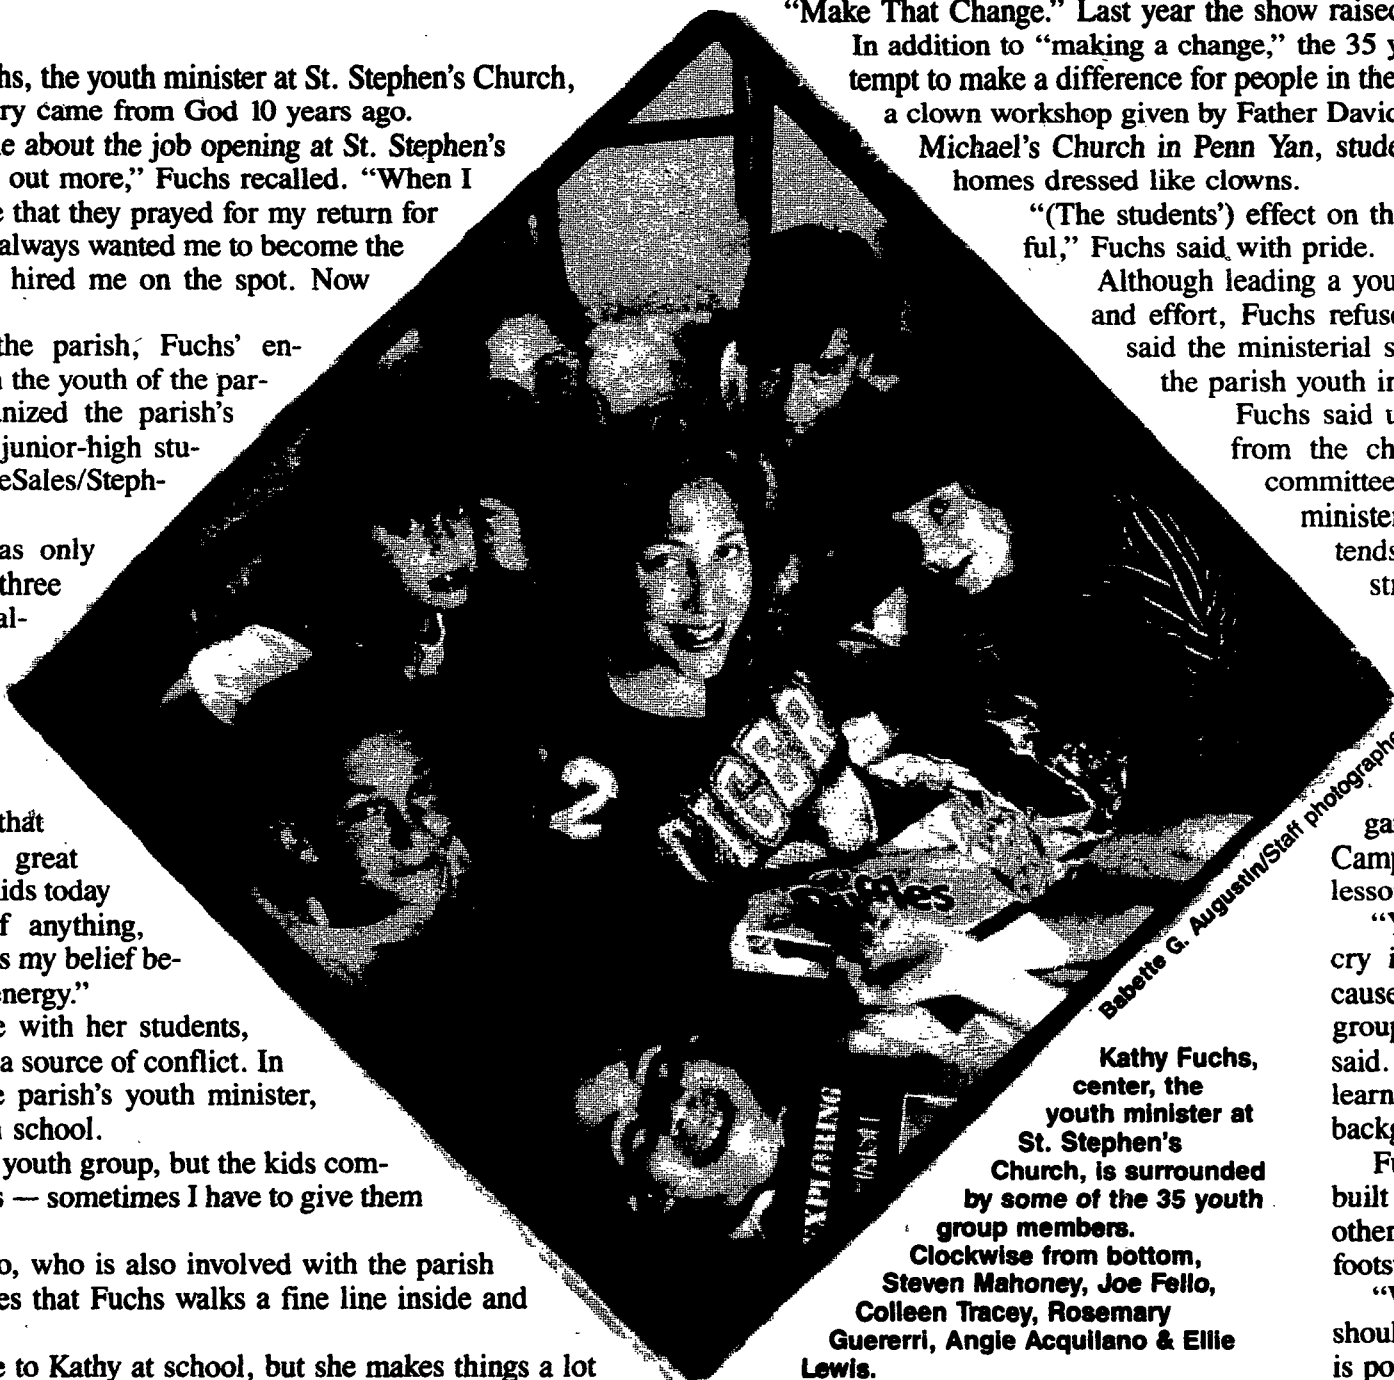 hs, the youth minister at St. Stephen's Church,
ry came from God 10 years ago.
e about the job opening at St. Stephen's
out more,” Fuchs recalled. “When I
e that they prayed for my return for
always wanted me to become the
hired me on the spot. Now
the parish, Fuchs' en-
the youth of the par-
nized the parish's
junior-high stu-
eSales/Steph-
as only
three
al-
that
great
ids today
f anything,
s my belief be-
energy.”
e with her students,
a source of conflict. In
e parish's youth minister,
school.
youth group, but the kids com-
s — sometimes I have to give them
o, who is also involved with the parish
es that Fuchs walks a fine line inside and
e to Kathy at school, but she makes things a lot
2
VICTOR
Times
EXPLORING
Babette G. Augustin/Staff photographe
Kathy Fuchs,
center, the
youth minister at
St. Stephen's
Church, is surrounded
by some of the 35 youth
group members.
Clockwise from bottom,
Steven Mahoney, Joe Fello,
Colleen Tracey, Rosemary
Guererri, Angie Acquilano & Ellie
Lewis.
“Make That Change.” Last year the show raised
In addition to “making a change,” the 35 y
tempt to make a difference for people in the
a clown workshop given by Father David
Michael's Church in Penn Yan, stude
homes dressed like clowns.
“(The students') effect on th
ful,” Fuchs said with pride.
Although leading a you
and effort, Fuchs refuse
said the ministerial s
the parish youth in
Fuchs said u
from the ch
committee
minister
tends
str
ga
Camp
lesso
“Y
cry i
cause
group
said.
learn
backg
Fu
built
other
footst
“V
shoul
is po